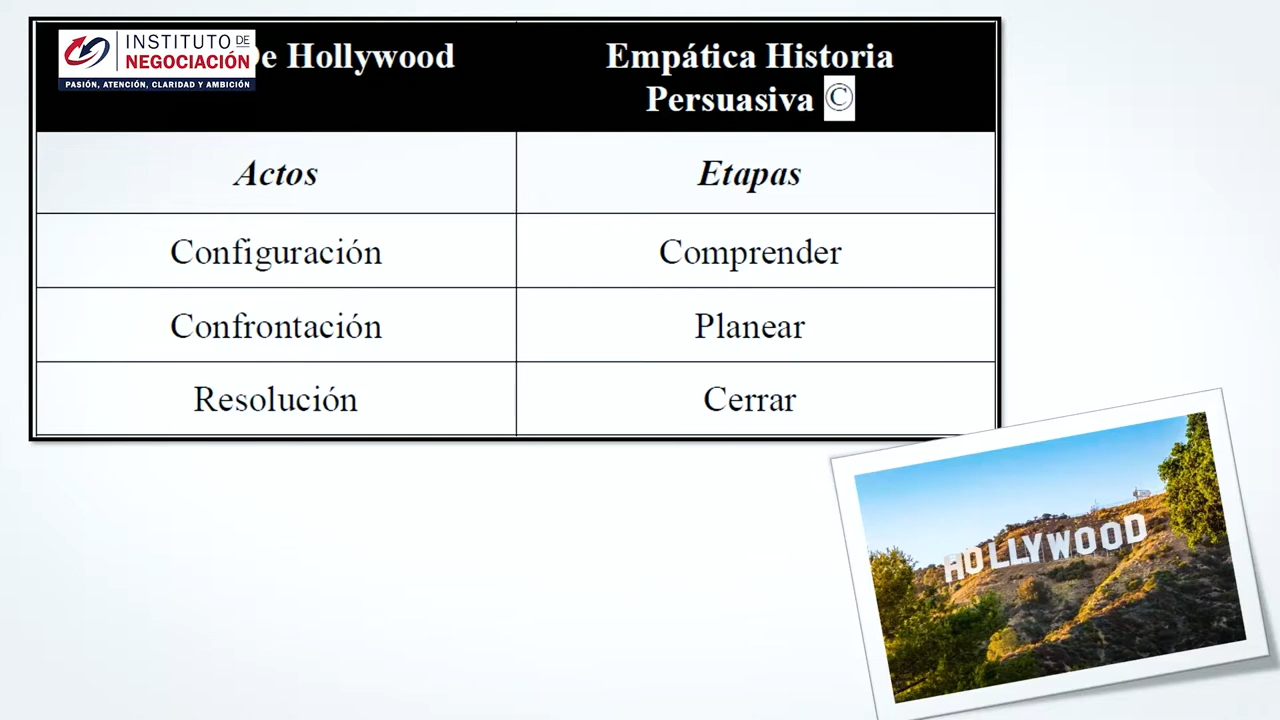 INSTITUTO DE
NEGOCIACIÓN
PASIÓN, ATENCIÓN, CLARIDAD Y AMBICIÓN
De Hollywood
Empática Historia
Persuasiva ©
Actos
Etapas
Configuración
Comprender
Confrontación
Planear
Resolución
Cerrar
HOLLYWOOD